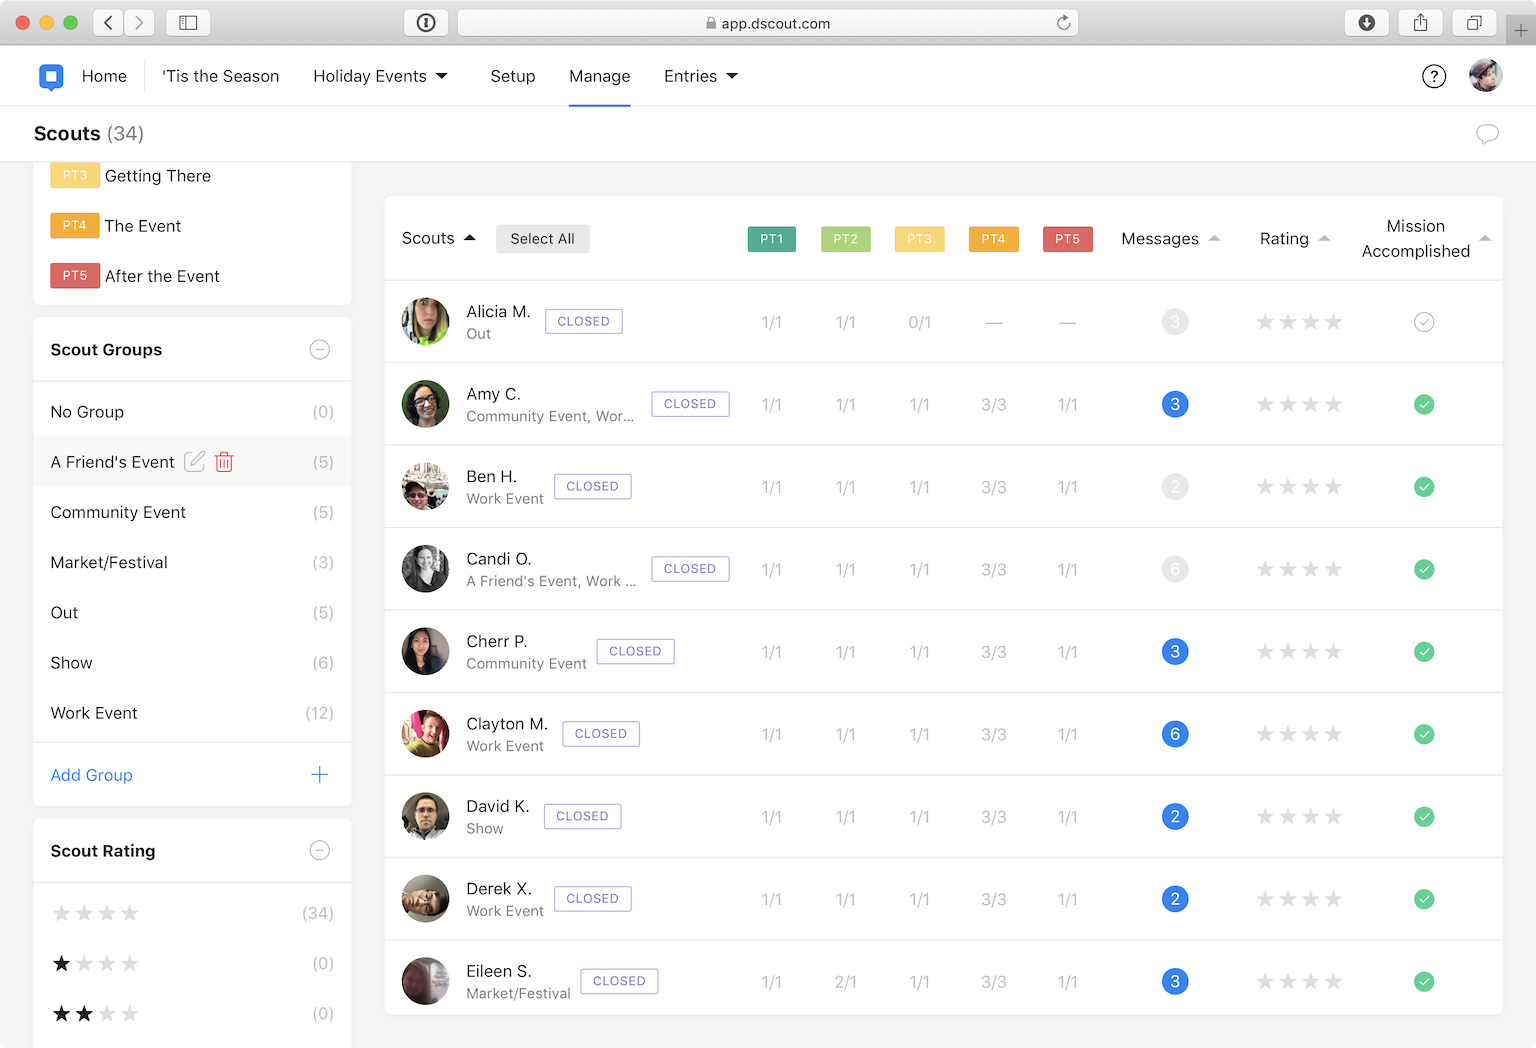 app.dscout.com
Home 'Tis the Season Holiday Events Setup Manage Entries ?
Scouts (34)
PT3 Getting There
PT4 The Event
PT5 After the Event
Scout Groups
No Group (0)
A Friend's Event (5)
Community Event (5)
Market/Festival (3)
Out (5)
Show (6)
Work Event (12)
Add Group +
Scout Rating
(34)
(0)
(0)
Scouts Select All PT1 PT2 PT3 PT4 PT5 Messages Rating Mission
Accomplished
Alicia M. CLOSED 1/1 1/1 0/1 — — 3
Out
Amy C. CLOSED 1/1 1/1 1/1 3/3 1/1 3
Community Event, Wor...
Ben H. CLOSED 1/1 1/1 1/1 3/3 1/1 2
Work Event
Candi O. CLOSED 1/1 1/1 1/1 3/3 1/1 6
A Friend's Event, Work ...
Cherr P. CLOSED 1/1 1/1 1/1 3/3 1/1 3
Community Event
Clayton M. CLOSED 1/1 1/1 1/1 3/3 1/1 6
Work Event
David K. CLOSED 1/1 1/1 1/1 3/3 1/1 2
Show
Derek X. CLOSED 1/1 1/1 1/1 3/3 1/1 2
Work Event
Eileen S. CLOSED 1/1 2/1 1/1 3/3 1/1 3
Market/Festival